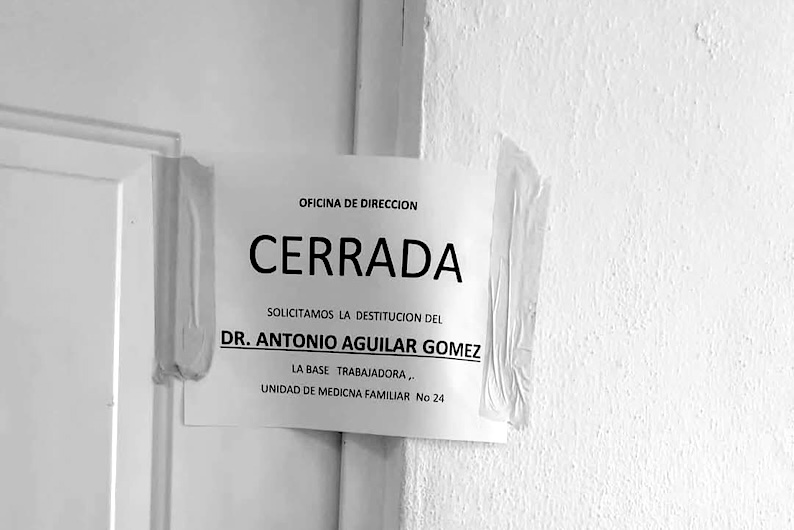 OFICINA DE DIRECCION
CERRADA
SOLICITAMOS LA DESTITUCION DEL
DR. ANTONIO AGUILAR GOMEZ
LA BASE TRABAJADORA ,.
UNIDAD DE MEDICNA FAMILIAR No 24